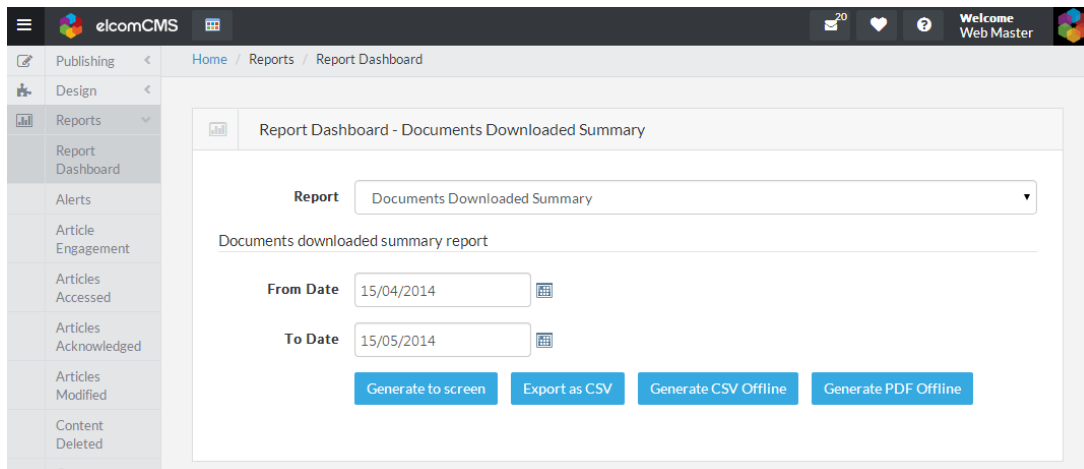 elcomCMS
20
Welcome
Web Master
Publishing
Home / Reports / Report Dashboard
Design
Reports
Report
Dashboard
Alerts
Article
Engagement
Articles
Accessed
Articles
Acknowledged
Articles
Modified
Content
Deleted
Report Dashboard - Documents Downloaded Summary
Report
Documents Downloaded Summary
Documents downloaded summary report
From Date
15/04/2014
To Date
15/05/2014
Generate to screen
Export as CSV
Generate CSV Offline
Generate PDF Offline